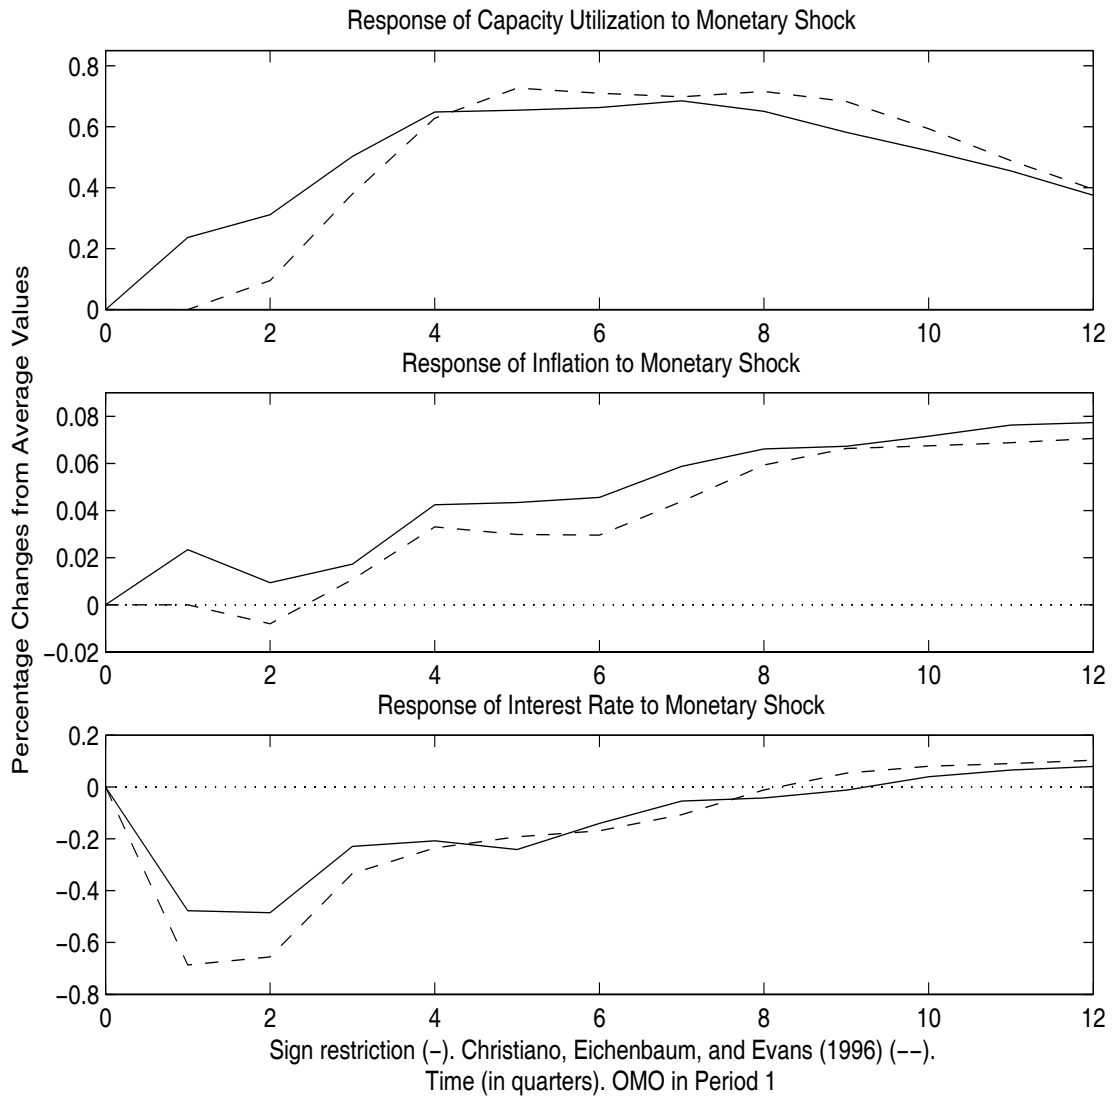 Response of Capacity Utilization to Monetary Shock
0.8
0.6
0.4
0.2
0
0 2 4 6 8 10 12
Response of Inflation to Monetary Shock
0.08
0.06
0.04
0.02
0
−0.02
0 2 4 6 8 10 12
Percentage Changes from Average Values
Response of Interest Rate to Monetary Shock
0.2
0
−0.2
−0.4
−0.6
−0.8
0 2 4 6 8 10 12
Sign restriction (−). Christiano, Eichenbaum, and Evans (1996) (−−).
Time (in quarters). OMO in Period 1